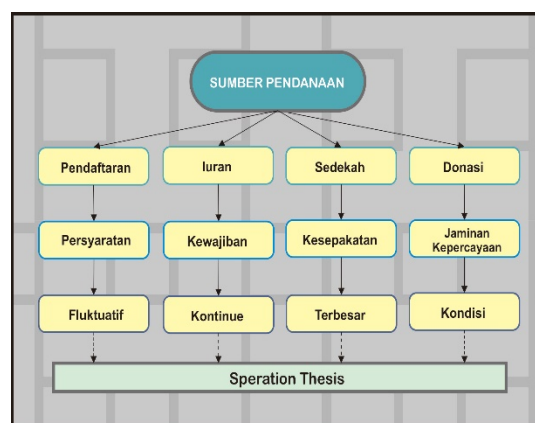 SUMBER PENDANAAN
Pendaftaran
Iuran
Sedekah
Donasi
Persyaratan
Kewajiban
Kesepakatan
Jaminan
Kepercayaan
Fluktuatif
Kontinue
Terbesar
Kondisi
Speration Thesis